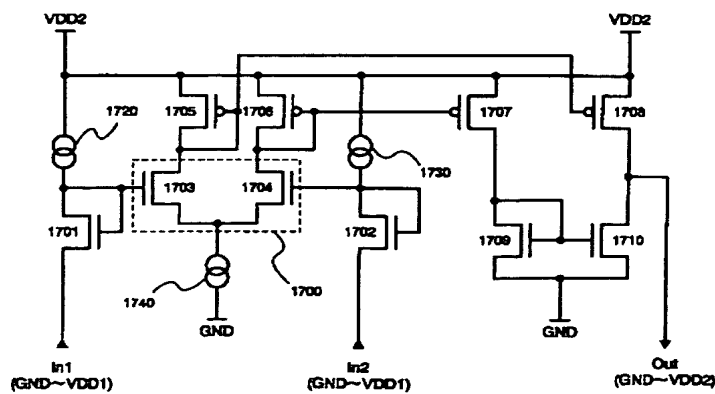 VDD2
VDD2
1720
1705
1706
1707
1708
1703
1704
1730
1701
1702
1709
1710
1740
1700
GND
GND
In1
(GND~VDD1)
In2
(GND~VDD1)
Out
(GND~VDD2)